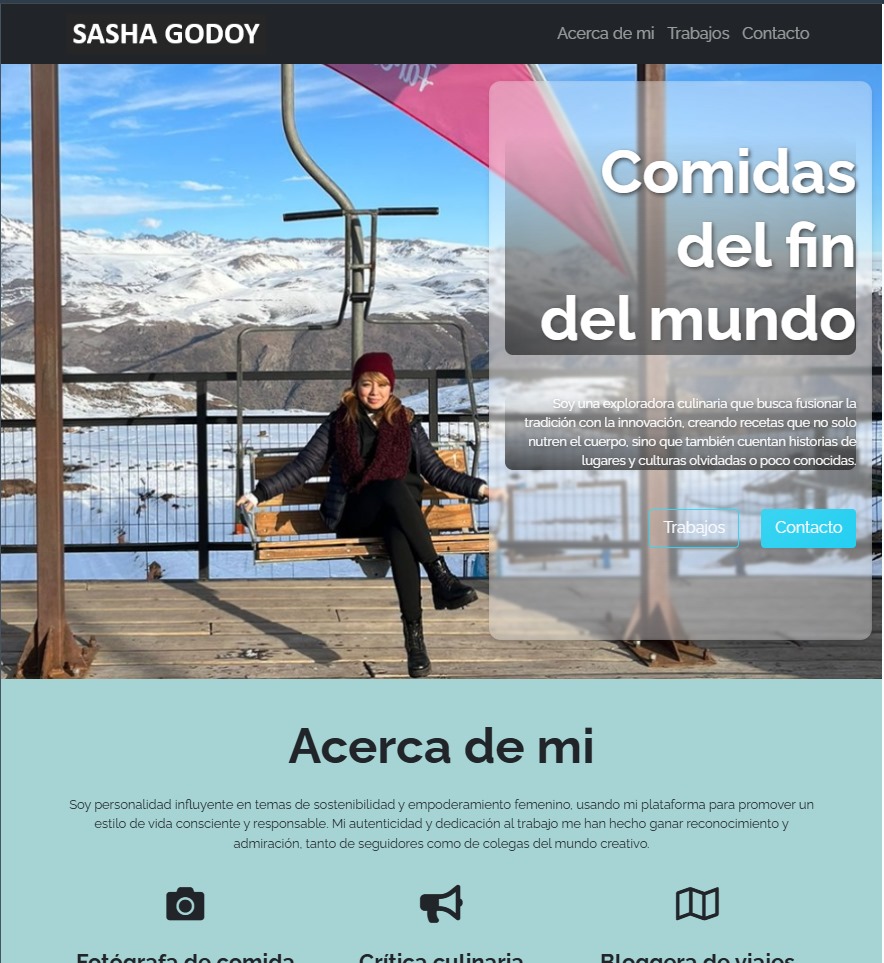 SASHA GODOY
Acerca de mi Trabajos Contacto
Comidas
del fin
del mundo
Soy una exploradora culinaria que busca fusionar la
tradición con la innovación, creando recetas que no solo
nutren el cuerpo, sino que también cuentan historias de
lugares y culturas olvidadas o poco conocidas.
Trabajos Contacto
Acerca de mi
Soy personalidad influyente en temas de sostenibilidad y empoderamiento femenino, usando mi plataforma para promover un
estilo de vida consciente y responsable. Mi autenticidad y dedicación al trabajo me han hecho ganar reconocimiento y
admiración, tanto de seguidores como de colegas del mundo creativo.
Fotógrafa de comida Crítica culinaria Bloggera de viajes